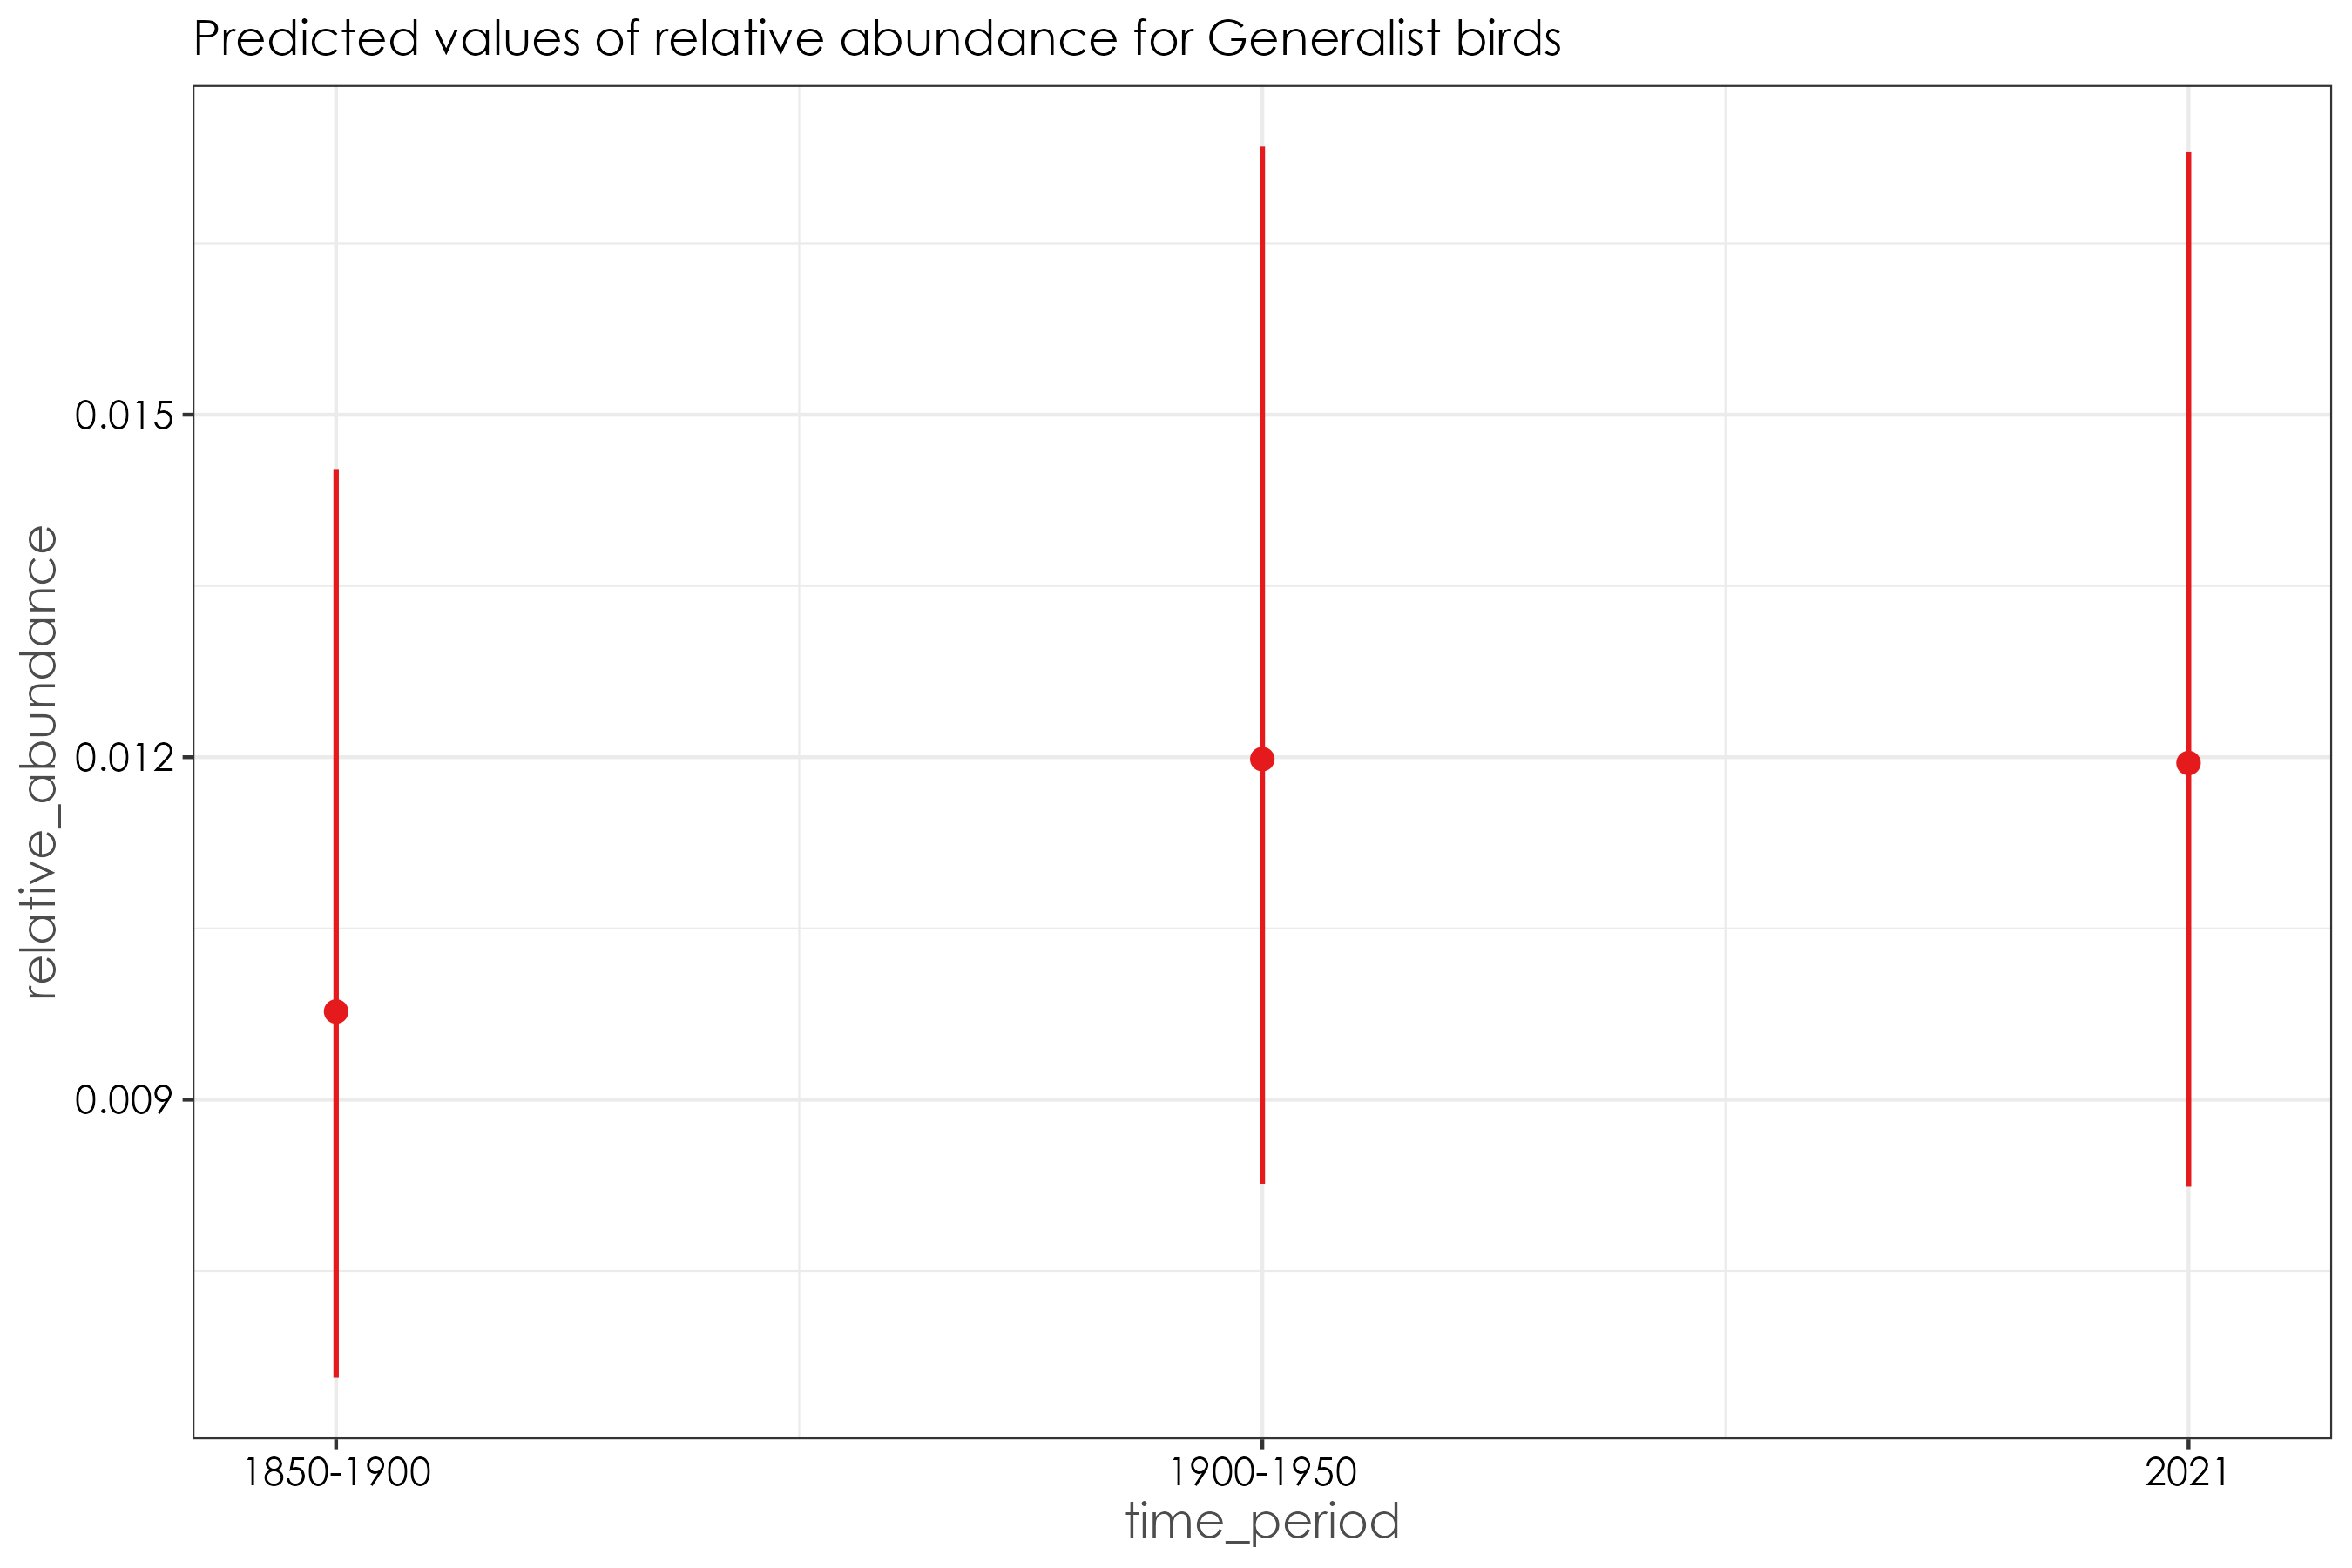 Predicted values of relative abundance for Generalist birds
relative_abundance
0.015
0.012
0.009
1850-1900 1900-1950 2021
time_period